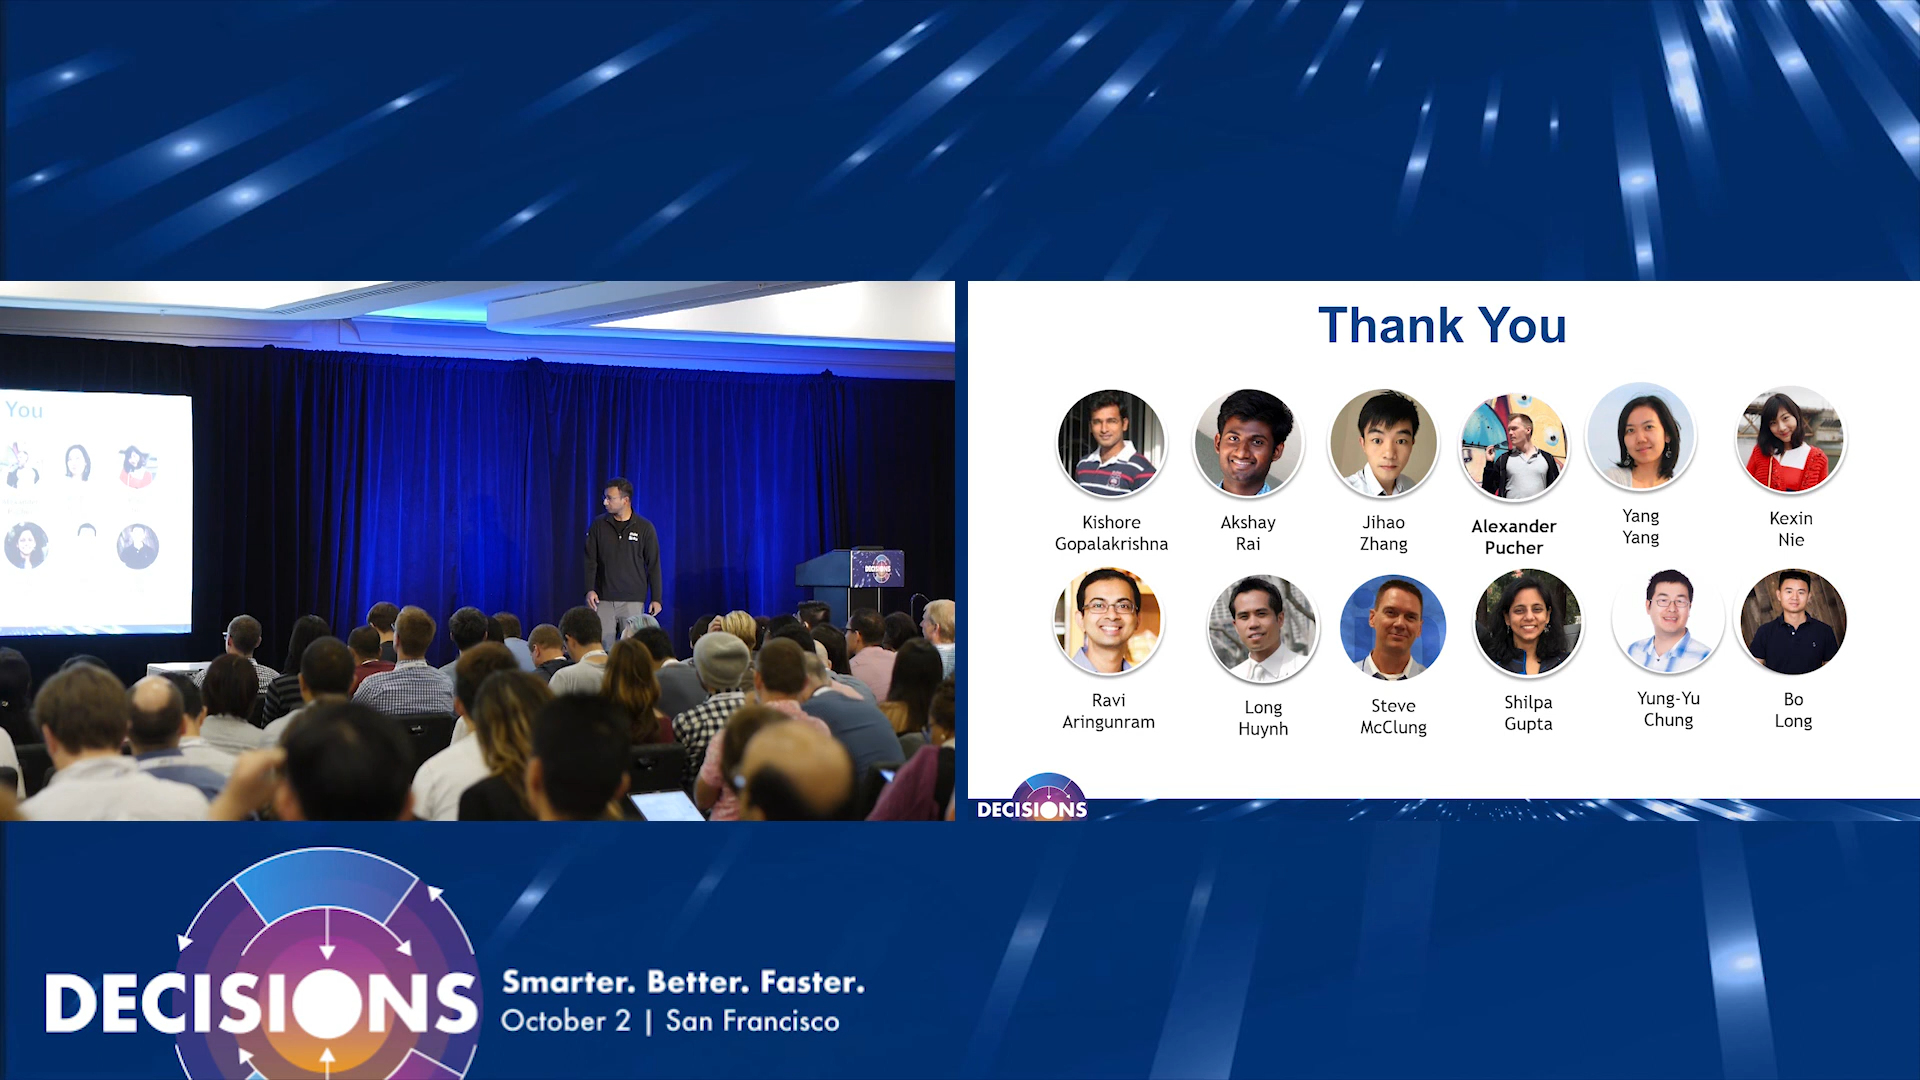 You
DECISIONS
Thank You
Kishore
Gopalakrishna
Akshay
Rai
Jihao
Zhang
Alexander
Pucher
Yang
Yang
Kexin
Nie
Ravi
Aringunram
Long
Huynh
Steve
McClung
Shilpa
Gupta
Yung-Yu
Chung
Bo
Long
DECISIONS
DECISIONS
Smarter. Better. Faster.
October 2 | San Francisco